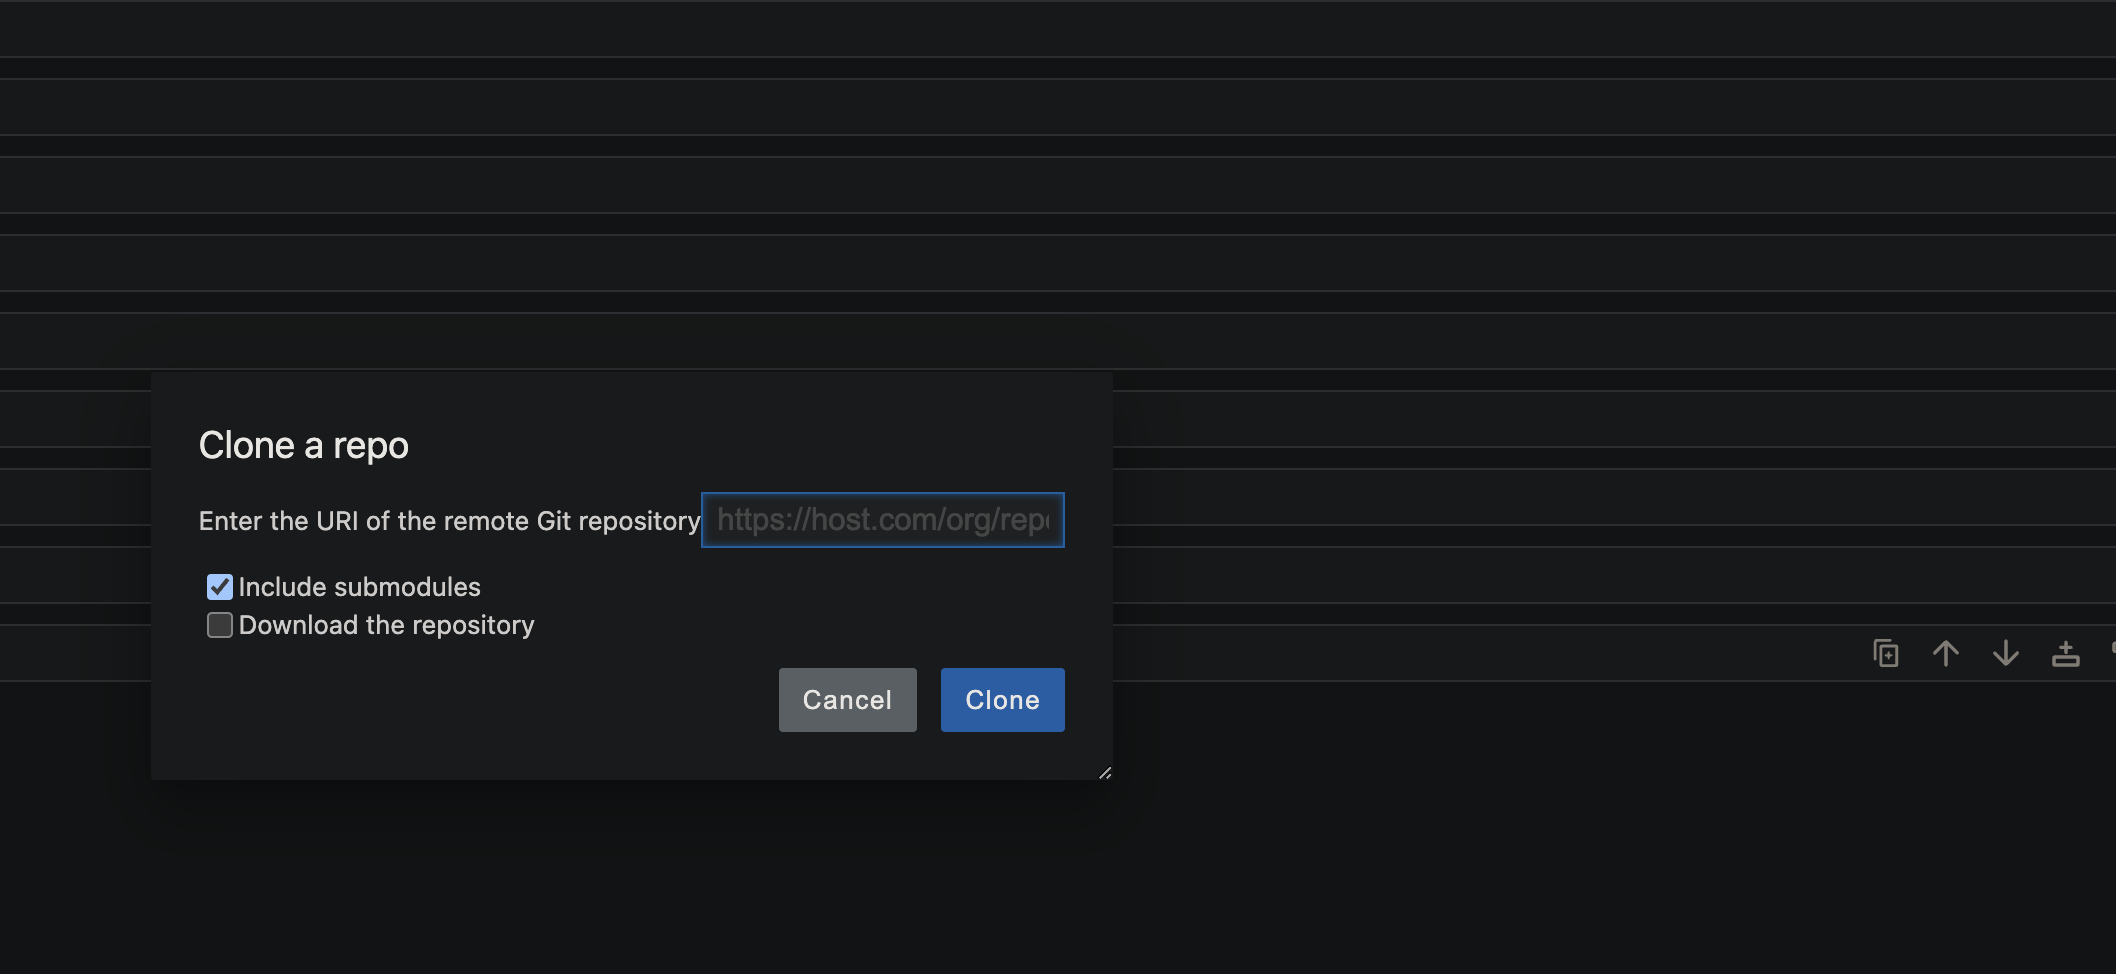 Clone a repo
Enter the URI of the remote Git repository
https://host.com/org/rep
Include submodules
Download the repository
Cancel Clone